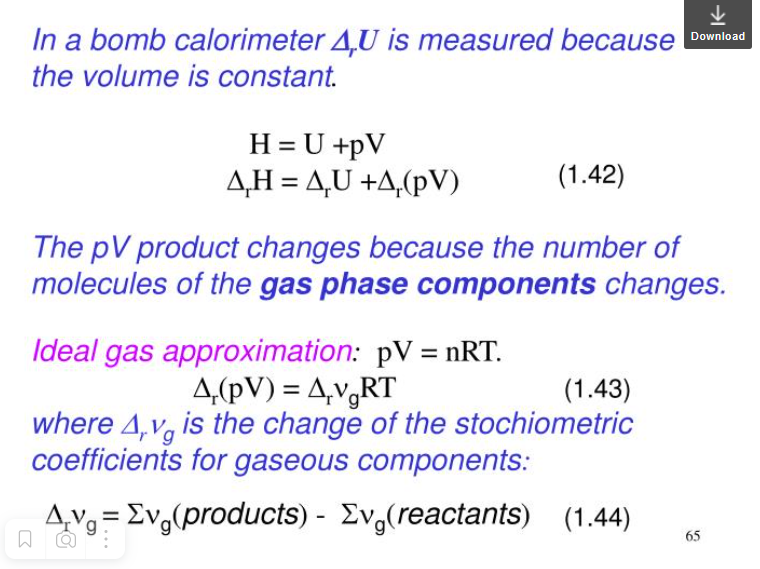 Download
In a bomb calorimeter ΔrU is measured because
the volume is constant.
H = U +pV
ΔrH = ΔrU +Δr(pV) (1.42)
The pV product changes because the number of
molecules of the gas phase components changes.
Ideal gas approximation: pV = nRT.
Δr(pV) = ΔrνgRT (1.43)
where Δrνg is the change of the stochiometric
coefficients for gaseous components:
Δrνg = Σνg(products) - Σνg(reactants) (1.44)
65